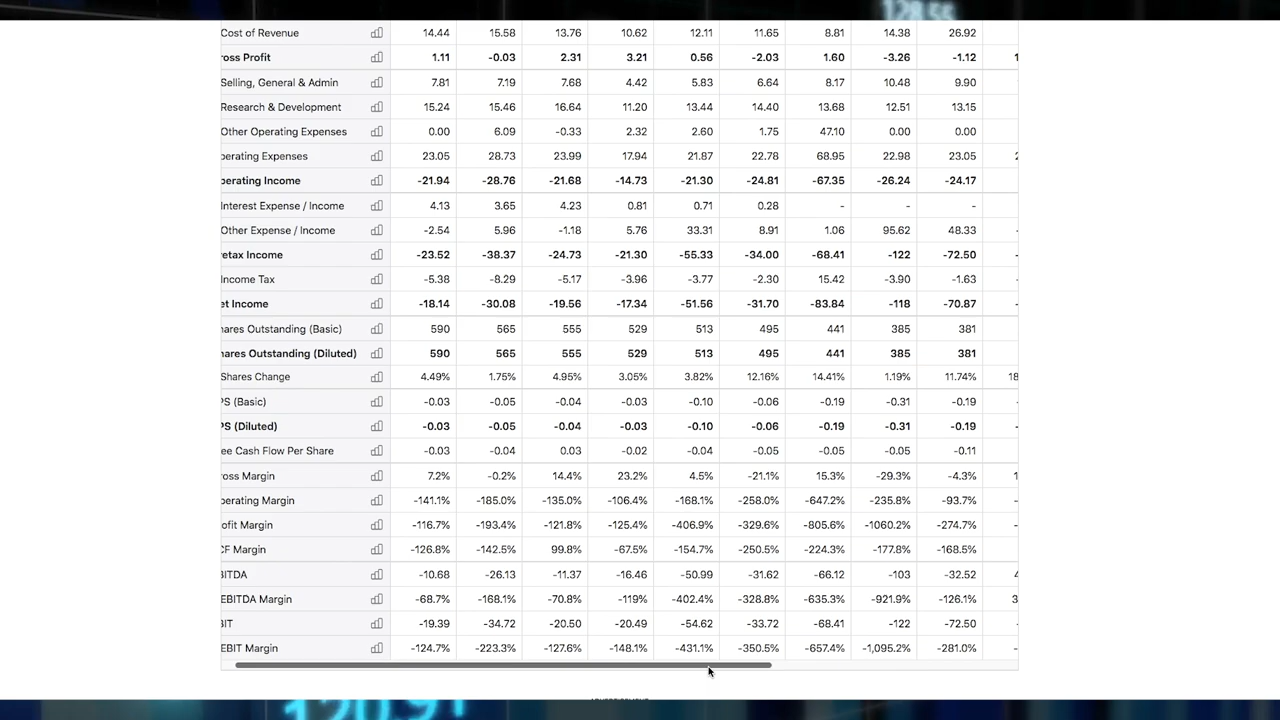 128.55
Cost of Revenue 14.44 15.58 13.76 10.62 12.11 11.65 8.81 14.38 26.92
ross Profit 1.11 -0.03 2.31 3.21 0.56 -2.03 1.60 -3.26 -1.12 1
Selling, General & Admin 7.81 7.19 7.68 4.42 5.83 6.64 8.17 10.48 9.90
Research & Development 15.24 15.46 16.64 11.20 13.44 14.40 13.68 12.51 13.15
Other Operating Expenses 0.00 6.09 -0.33 2.32 2.60 1.75 47.10 0.00 0.00
perating Expenses 23.05 28.73 23.99 17.94 21.87 22.78 68.95 22.98 23.05 2
perating Income -21.94 -28.76 -21.68 -14.73 -21.30 -24.81 -67.35 -26.24 -24.17
Interest Expense / Income 4.13 3.65 4.23 0.81 0.71 0.28 - - -
Other Expense / Income -2.54 5.96 -1.18 5.76 33.31 8.91 1.06 95.62 48.33 -
etax Income -23.52 -38.37 -24.73 -21.30 -55.33 -34.00 -68.41 -122 -72.50 -
Income Tax -5.38 -8.29 -5.17 -3.96 -3.77 -2.30 15.42 -3.90 -1.63
et Income -18.14 -30.08 -19.56 -17.34 -51.56 -31.70 -83.84 -118 -70.87 -
hares Outstanding (Basic) 590 565 555 529 513 495 441 385 381
hares Outstanding (Diluted) 590 565 555 529 513 495 441 385 381
Shares Change 4.49% 1.75% 4.95% 3.05% 3.82% 12.16% 14.41% 1.19% 11.74% 18
PS (Basic) -0.03 -0.05 -0.04 -0.03 -0.10 -0.06 -0.19 -0.31 -0.19 -
PS (Diluted) -0.03 -0.05 -0.04 -0.03 -0.10 -0.06 -0.19 -0.31 -0.19 -
ee Cash Flow Per Share -0.03 -0.04 0.03 -0.02 -0.04 -0.05 -0.05 -0.05 -0.11
ross Margin 7.2% -0.2% 14.4% 23.2% 4.5% -21.1% 15.3% -29.3% -4.3% 1
perating Margin -141.1% -185.0% -135.0% -106.4% -168.1% -258.0% -647.2% -235.8% -93.7% -
ofit Margin -116.7% -193.4% -121.8% -125.4% -406.9% -329.6% -805.6% -1060.2% -274.7% -
CF Margin -126.8% -142.5% 99.8% -67.5% -154.7% -250.5% -224.3% -177.8% -168.5%
BITDA -10.68 -26.13 -11.37 -16.46 -50.99 -31.62 -66.12 -103 -32.52 4
EBITDA Margin -68.7% -168.1% -70.8% -119% -402.4% -328.8% -635.3% -921.9% -126.1% 3
BIT -19.39 -34.72 -20.50 -20.49 -54.62 -33.72 -68.41 -122 -72.50 -
EBIT Margin -124.7% -223.3% -127.6% -148.1% -431.1% -350.5% -657.4% -1,095.2% -281.0% -
120.91